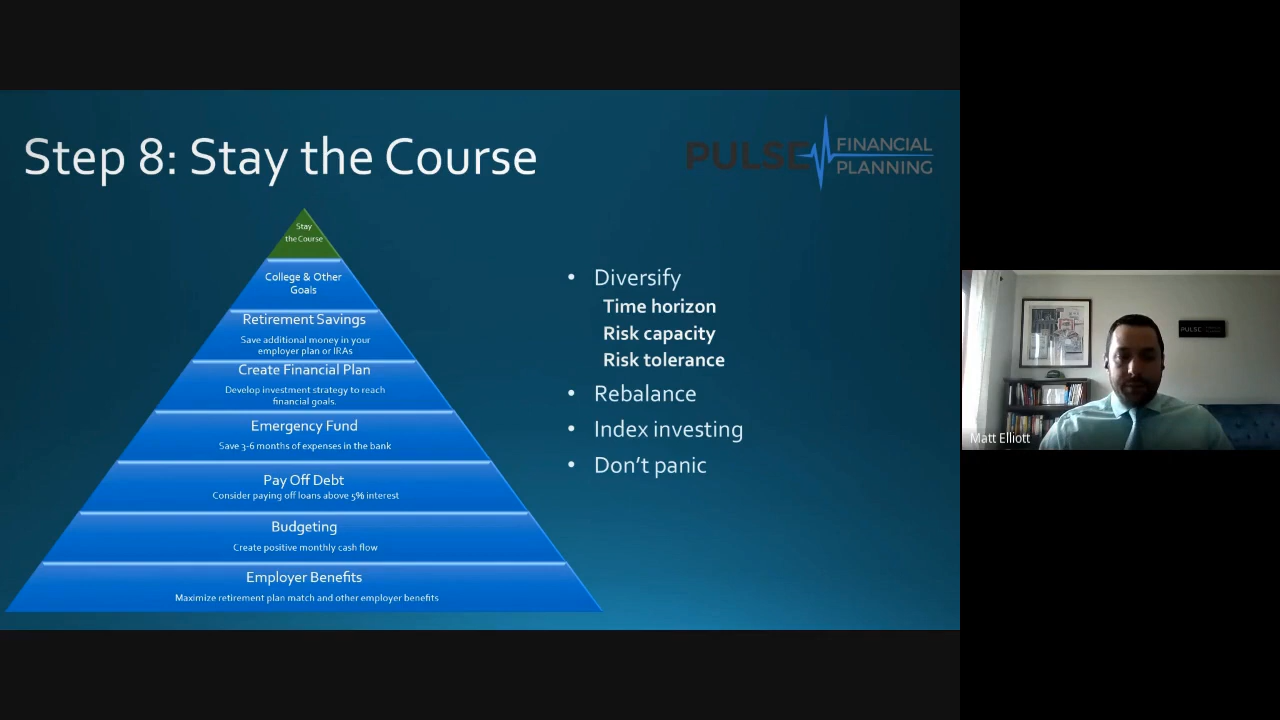 Step 8: Stay the Course
PULSE FINANCIAL
PLANNING
Stay
the Course
College & Other
Goals
Retirement Savings
Save additional money in your
employer plan or IRAs
Create Financial Plan
Develop investment strategy to reach
financial goals.
Emergency Fund
Save 3-6 months of expenses in the bank
Pay Off Debt
Consider paying off loans above 5% interest
Budgeting
Create positive monthly cash flow
Employer Benefits
Maximize retirement plan match and other employer benefits
• Diversify
Time horizon
Risk capacity
Risk tolerance
• Rebalance
• Index investing
• Don't panic
PULSE
Matt Elliott